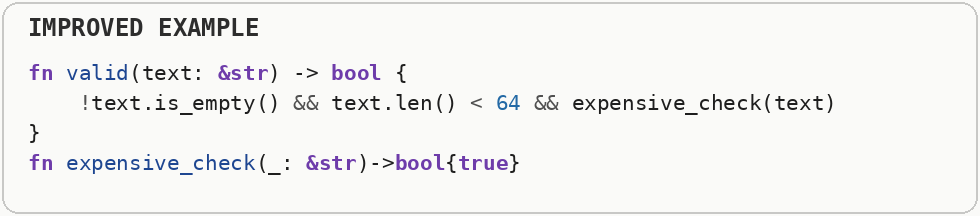 IMPROVED EXAMPLE
fn valid(text: &str) -> bool {
    !text.is_empty() && text.len() < 64 && expensive_check(text)
}
fn expensive_check(_: &str)->bool{true}